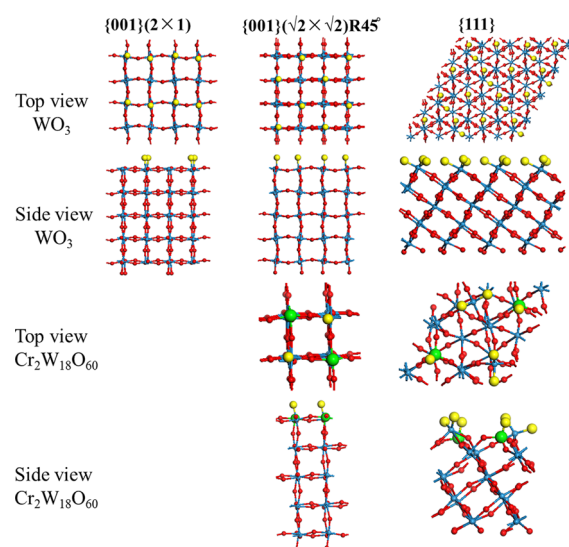 {001}(2×1) {001}(√2×√2)R45° {111}
Top view
WO₃
Side view
WO₃
Top view
Cr₂W₁₈O₆₀
Side view
Cr₂W₁₈O₆₀